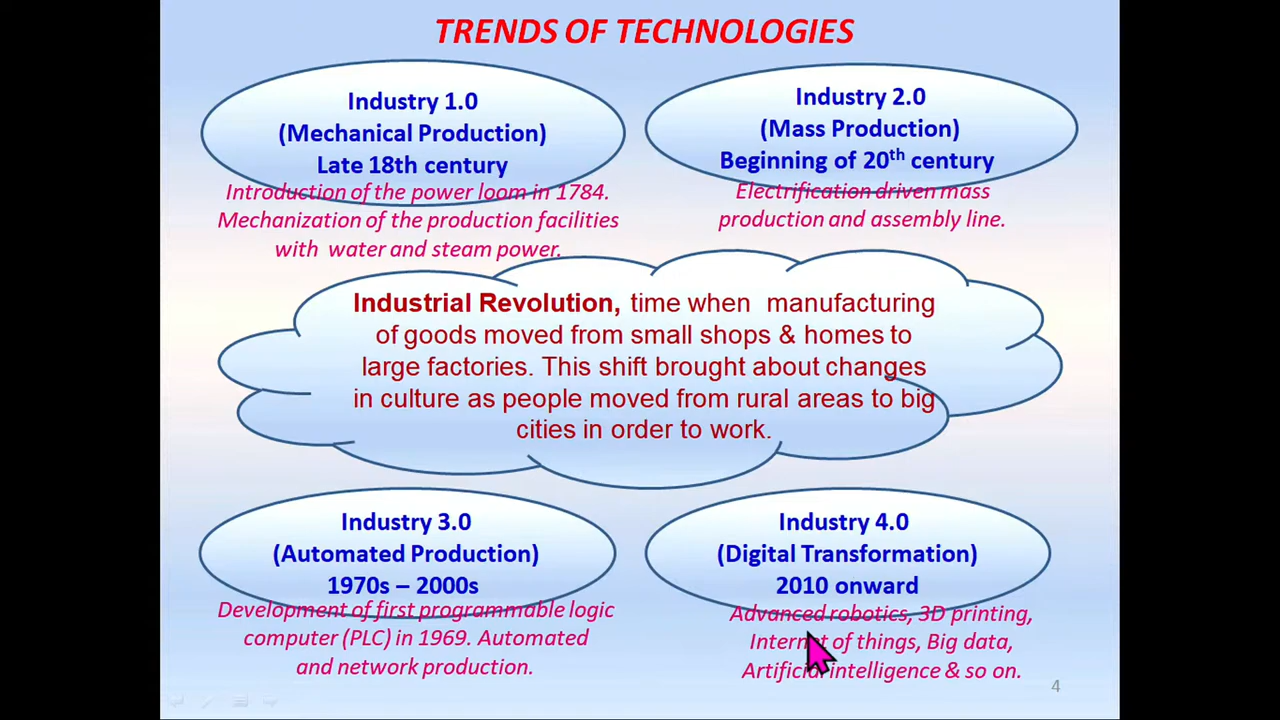 TRENDS OF TECHNOLOGIES
Industry 1.0
(Mechanical Production)
Late 18th century
Introduction of the power loom in 1784.
Mechanization of the production facilities
with water and steam power.
Industry 2.0
(Mass Production)
Beginning of 20th century
Electrification driven mass
production and assembly line.
Industrial Revolution, time when manufacturing
of goods moved from small shops & homes to
large factories. This shift brought about changes
in culture as people moved from rural areas to big
cities in order to work.
Industry 3.0
(Automated Production)
1970s – 2000s
Development of first programmable logic
computer (PLC) in 1969. Automated
and network production.
Industry 4.0
(Digital Transformation)
2010 onward
Advanced robotics, 3D printing,
Internet of things, Big data,
Artificial intelligence & so on.
4